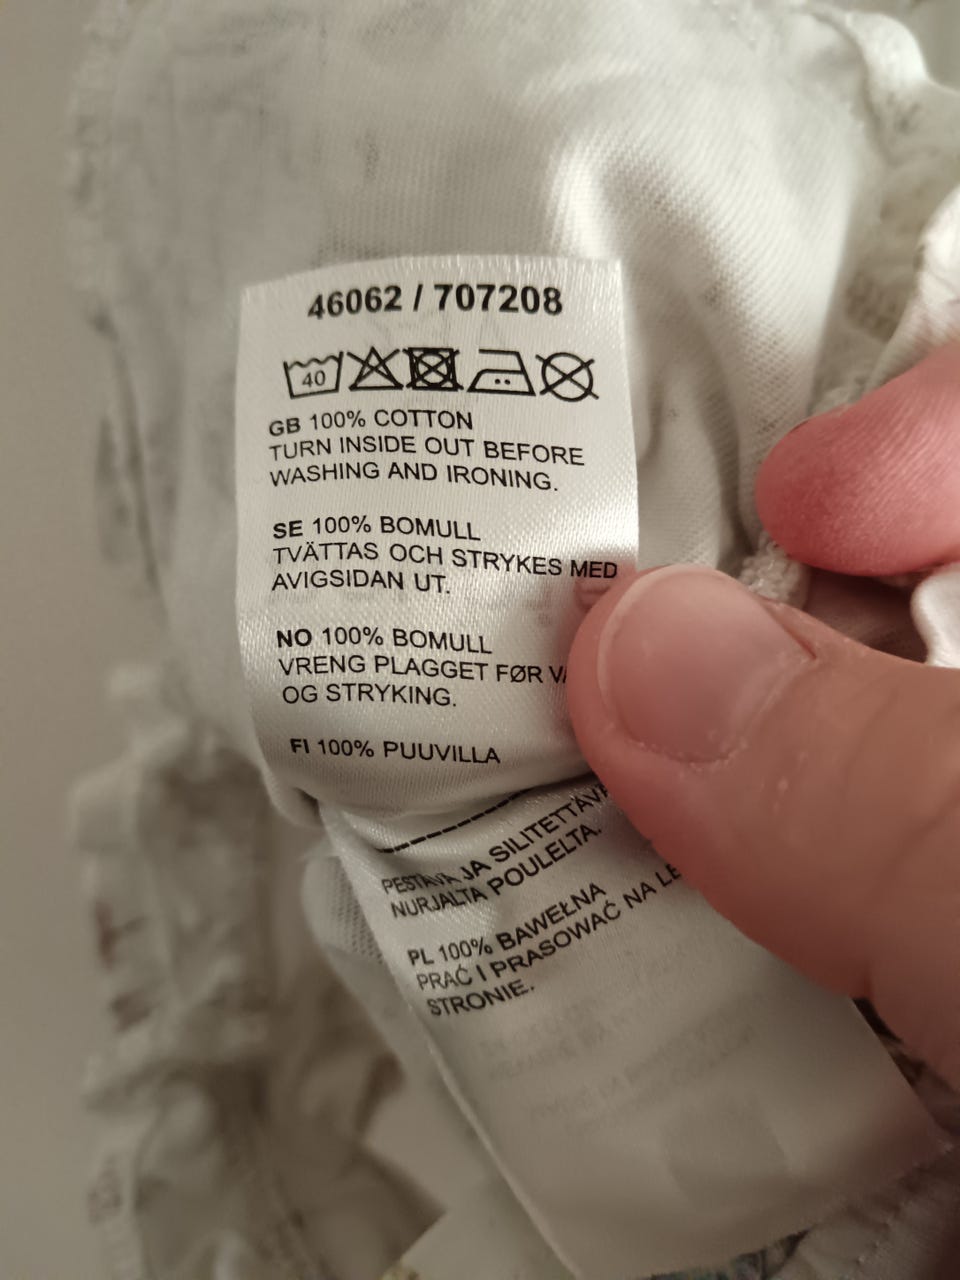 46062 / 707208
40
GB 100% COTTON
TURN INSIDE OUT BEFORE
WASHING AND IRONING.
SE 100% BOMULL
TVÄTTAS OCH STRYKES MED
AVIGSIDAN UT.
NO 100% BOMULL
VRENG PLAGGET FØR
OG STRYKING.
FI 100% PUUVILLA
PESTÄVÄ JA SILITETTÄVÄ
NURJALTA POULELTA.
PL 100% BAWEŁNA
PRAĆ I PRASOWAĆ NA
STRONIE.